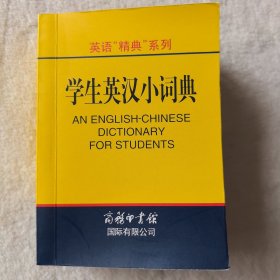 英语“精典”系列
学生英汉小词典
AN ENGLISH-CHINESE
DICTIONARY
FOR STUDENTS
商务印书馆
国际有限公司